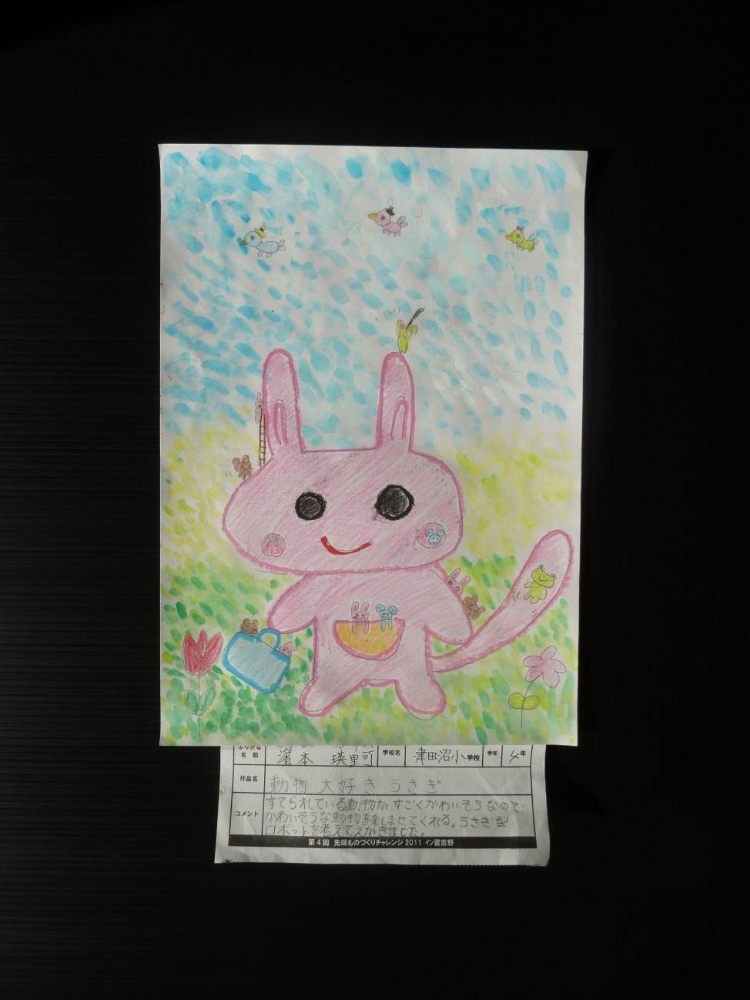 ふりがな
名前 濱本 瑛里可 学校名 津田沼小学校 学年 4年
作品名 動物 大好き うさぎ
コメント すてられている動物が、すごくかわいそうなので
かわいそうな動物を楽しませてくれる。うさぎ型
ロボットを考えてえがきました。
第4回 先端ものづくりチャレンジ2011 イン習志野